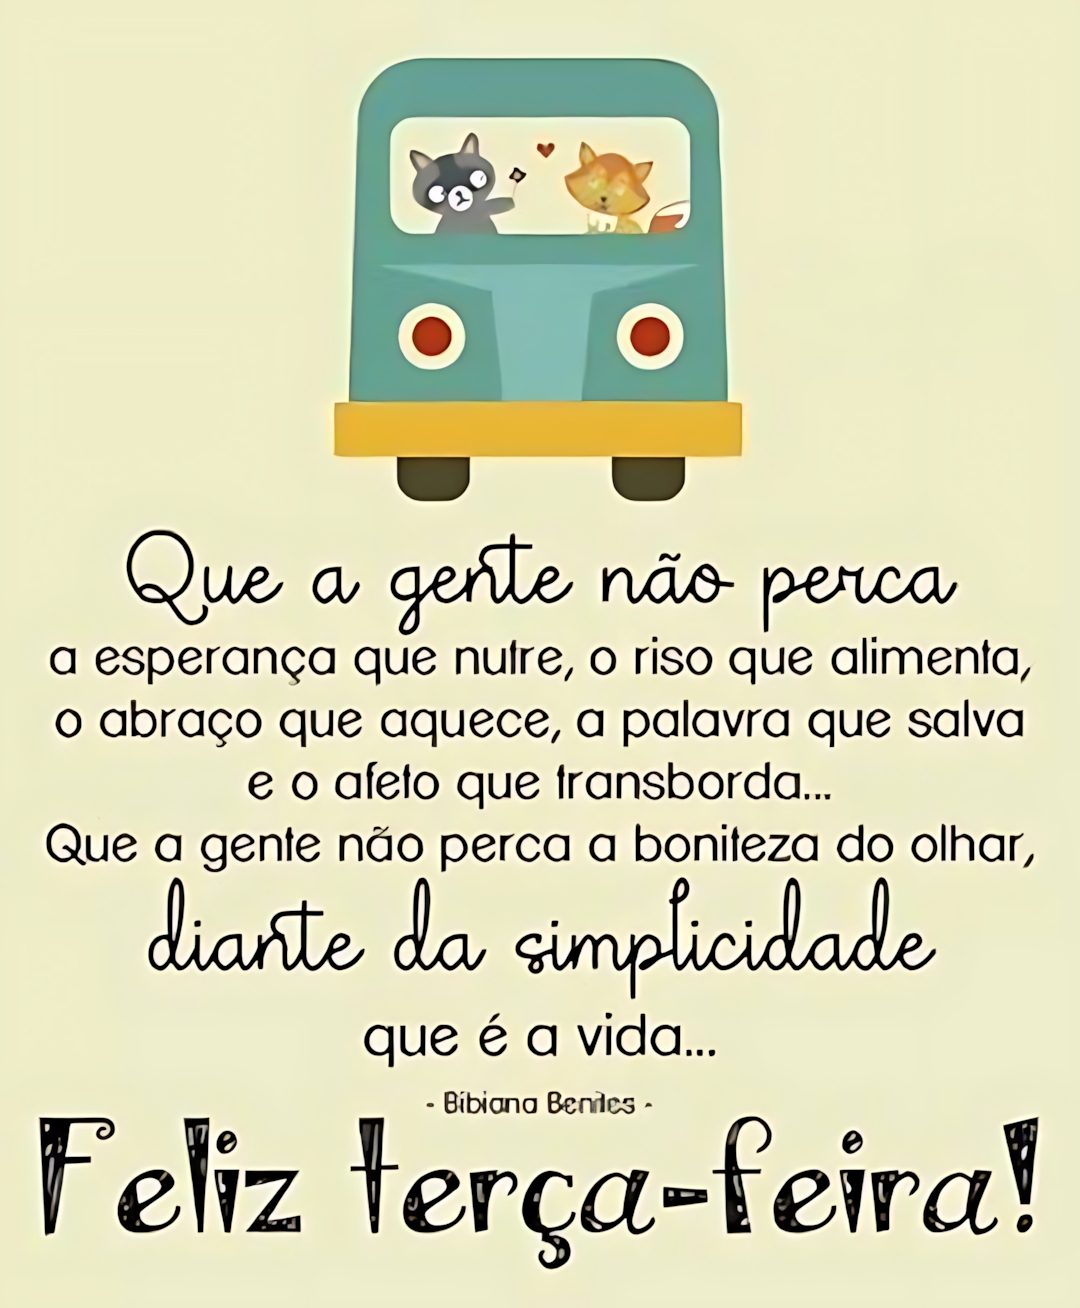 Que a gente não perca
a esperança que nutre, o riso que alimenta,
o abraço que aquece, a palavra que salva
e o afeto que transborda...
Que a gente não perca a boniteza do olhar,
diante da simplicidade
que é a vida...
- Bibiana Benites -
Feliz terça-feira!